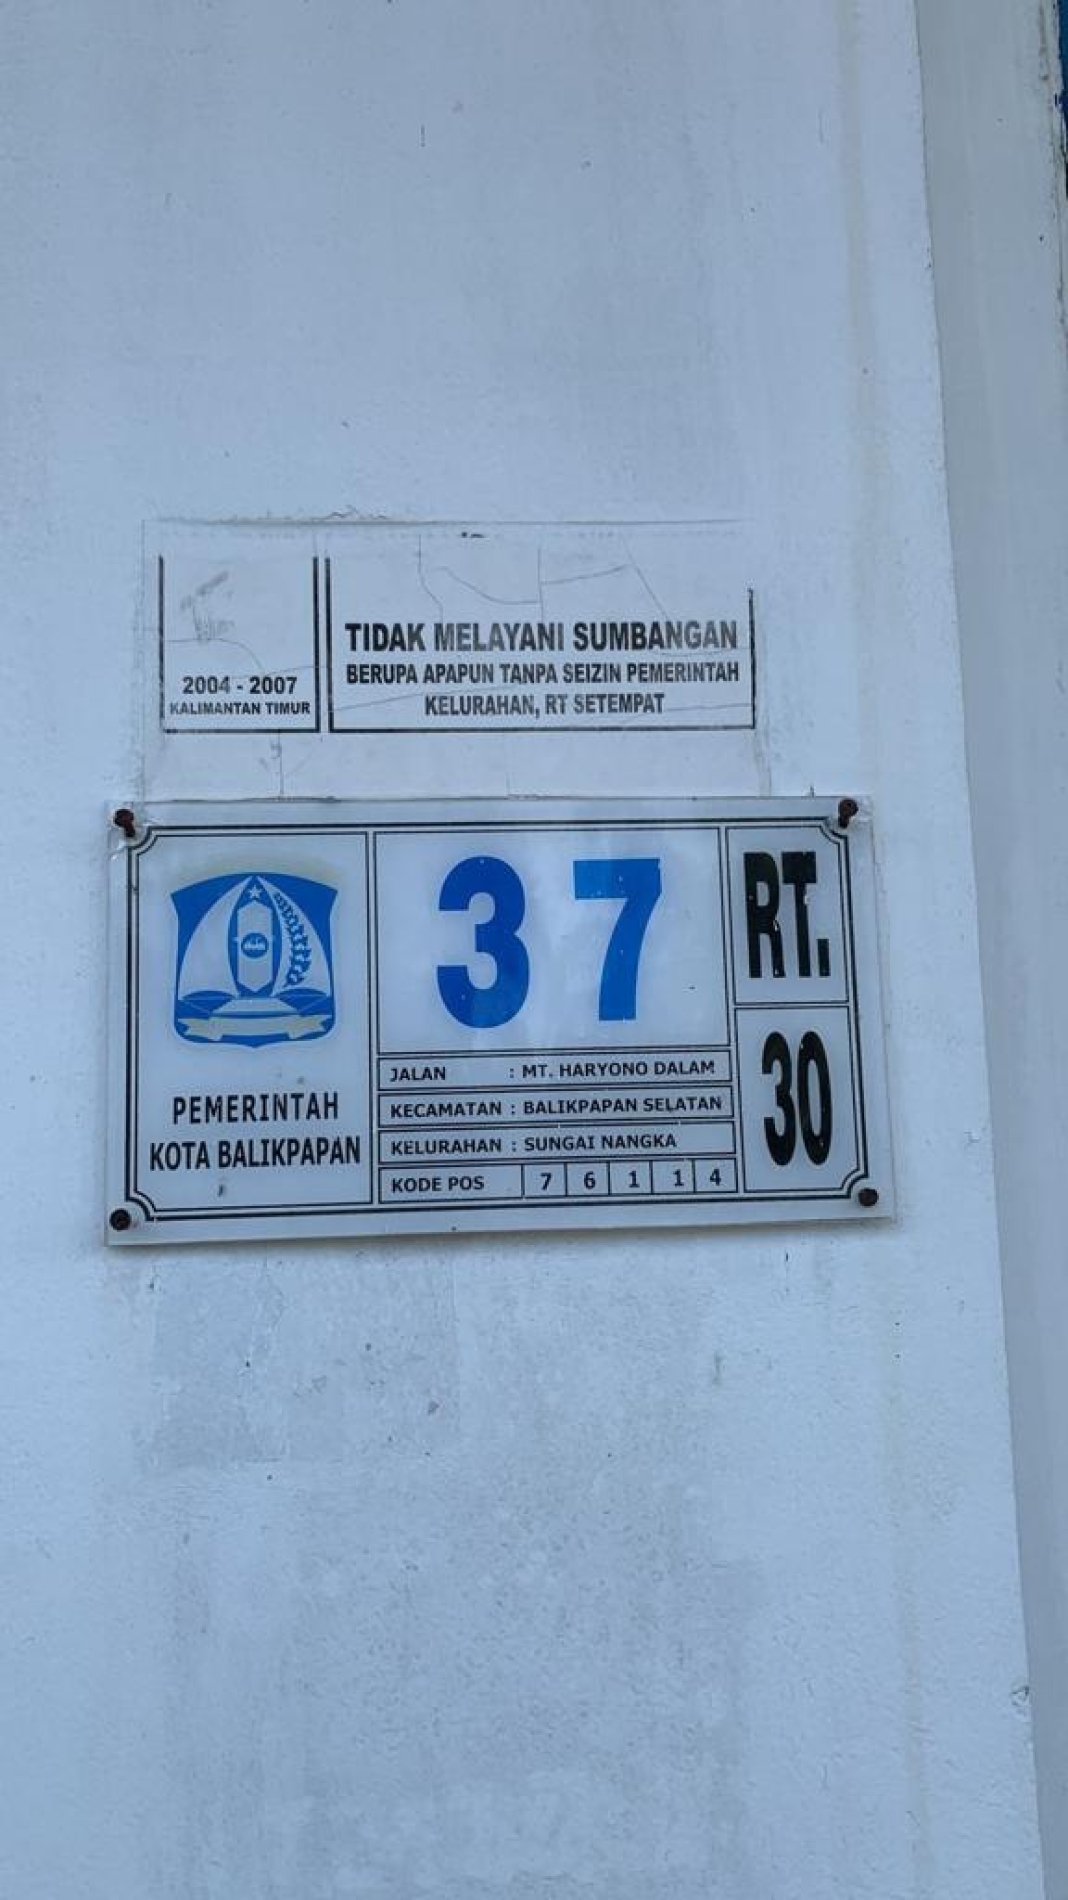 2004 - 2007
KALIMANTAN TIMUR
TIDAK MELAYANI SUMBANGAN
BERUPA APAPUN TANPA SEIZIN PEMERINTAH
KELURAHAN, RT SETEMPAT
PEMERINTAH
KOTA BALIKPAPAN
37
JALAN : MT. HARYONO DALAM
KECAMATAN : BALIKPAPAN SELATAN
KELURAHAN : SUNGAI NANGKA
KODE POS 7 6 1 1 4
RT.
30